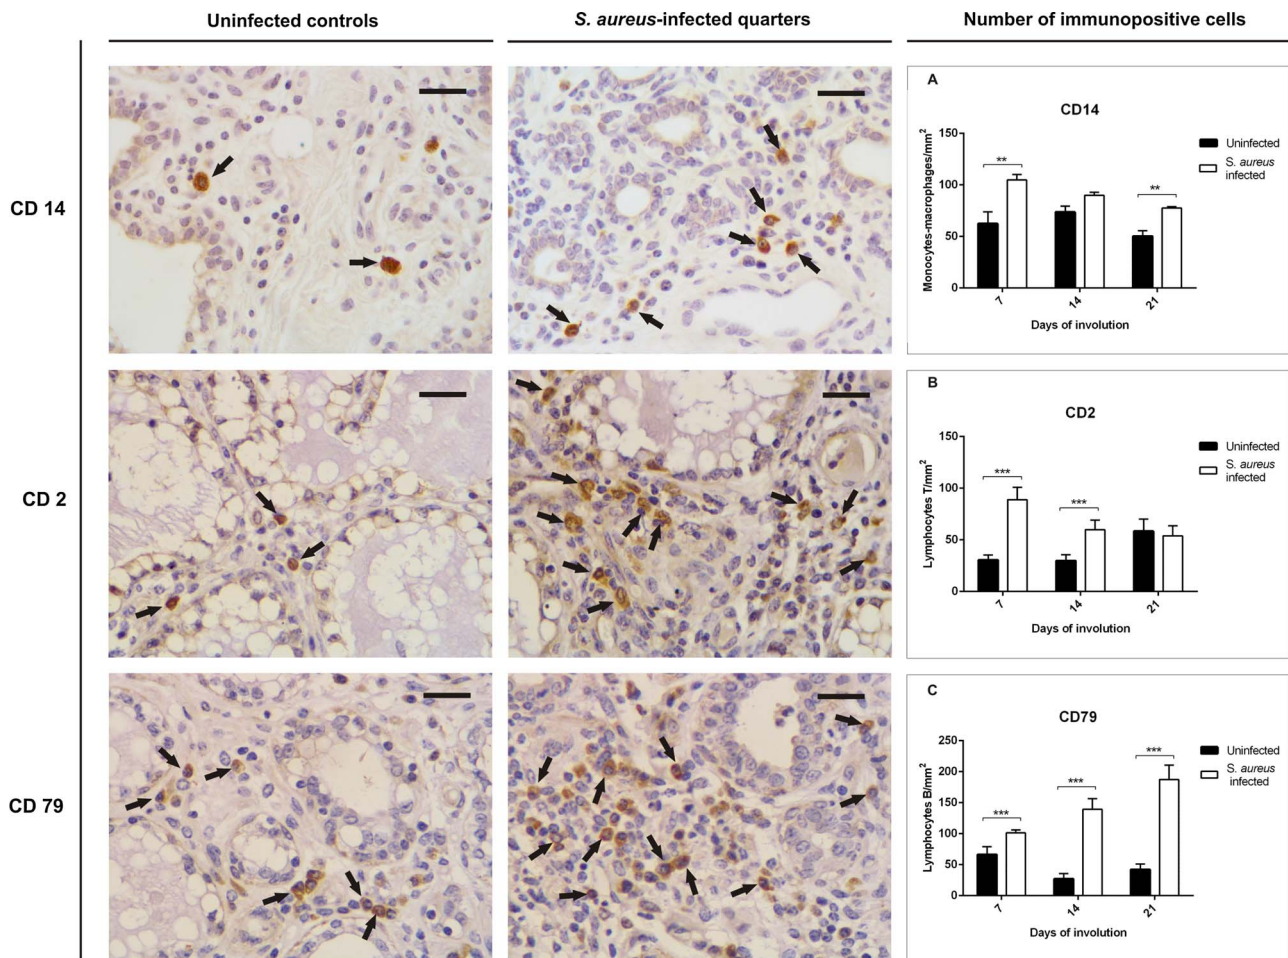 Uninfected controls
S. aureus-infected quarters
Number of immunopositive cells
CD 14
A
CD14
Monocytes-macrophages/mm²
150
100
50
0
**
**
7
14
21
Days of involution
Uninfected
S. aureus
infected
CD 2
B
CD2
Lymphocytes T/mm²
150
100
50
0
***
***
7
14
21
Days of involution
Uninfected
S. aureus
infected
CD 79
C
CD79
Lymphocytes B/mm²
250
200
150
100
50
0
***
***
***
7
14
21
Days of involution
Uninfected
S. aureus
infected